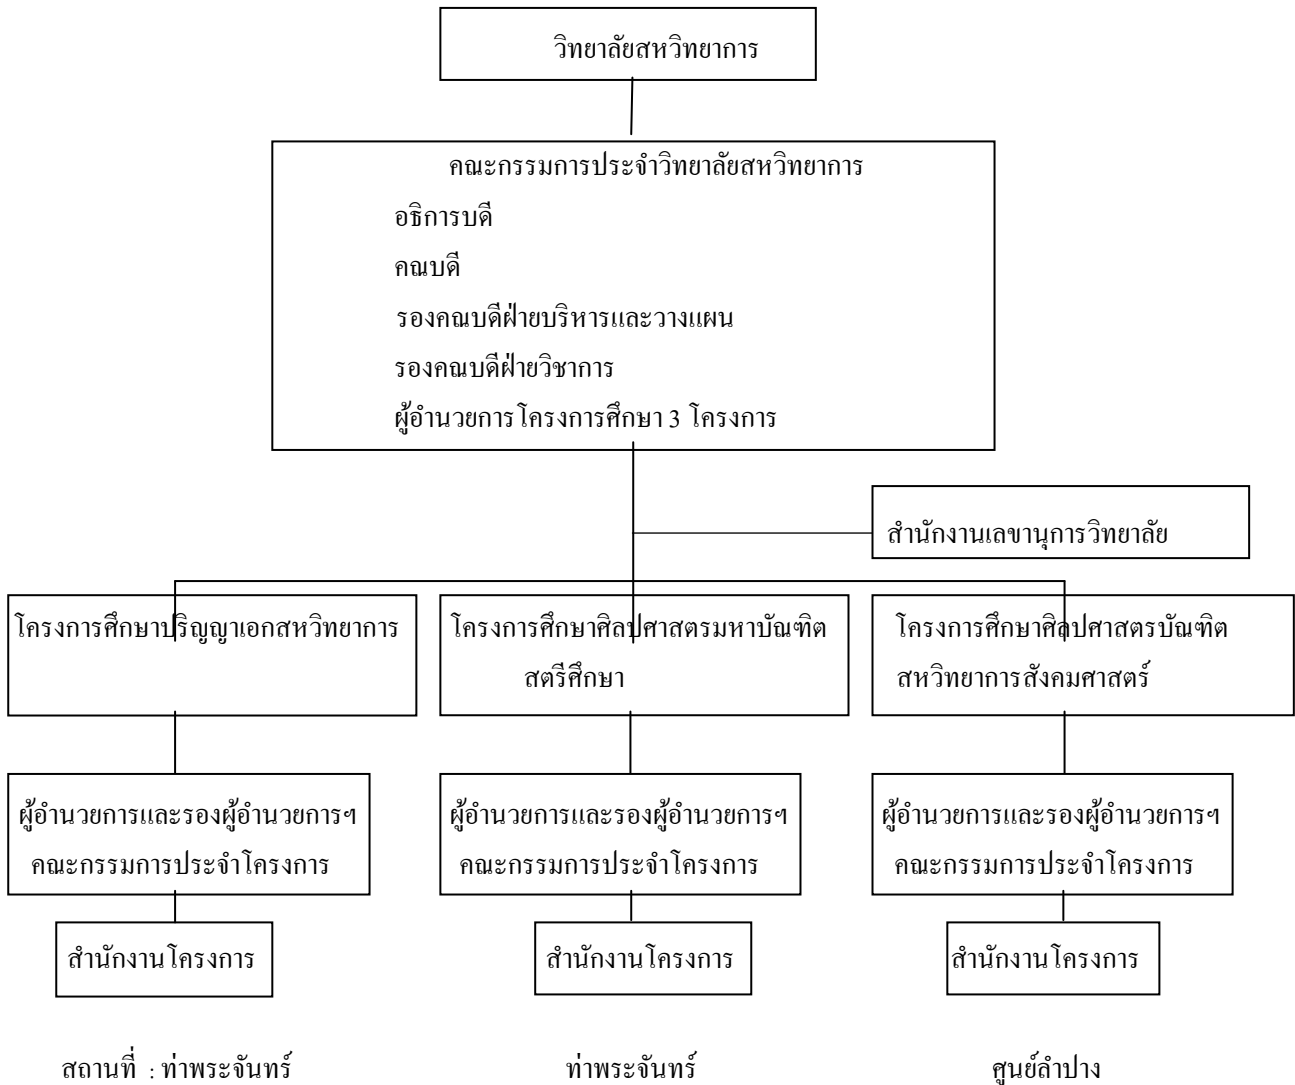 วิทยาลัยสหวิทยาการ
คณะกรรมการประจำวิทยาลัยสหวิทยาการ
อธิการบดี
คณบดี
รองคณบดีฝ่ายบริหารและวางแผน
รองคณบดีฝ่ายวิชาการ
ผู้อำนวยการโครงการศึกษา 3 โครงการ
สำนักงานเลขานุการวิทยาลัย
โครงการศึกษาปริญญาเอกสหวิทยาการ
โครงการศึกษาศิลปศาสตรมหาบัณฑิต
สตรีศึกษา
โครงการศึกษาศิลปศาสตรบัณฑิต
สหวิทยาการสังคมศาสตร์
ผู้อำนวยการและรองผู้อำนวยการฯ
คณะกรรมการประจำโครงการ
ผู้อำนวยการและรองผู้อำนวยการฯ
คณะกรรมการประจำโครงการ
ผู้อำนวยการและรองผู้อำนวยการฯ
คณะกรรมการประจำโครงการ
สำนักงานโครงการ
สำนักงานโครงการ
สำนักงานโครงการ
สถานที่ : ท่าพระจันทร์
ท่าพระจันทร์
ศูนย์ลำปาง